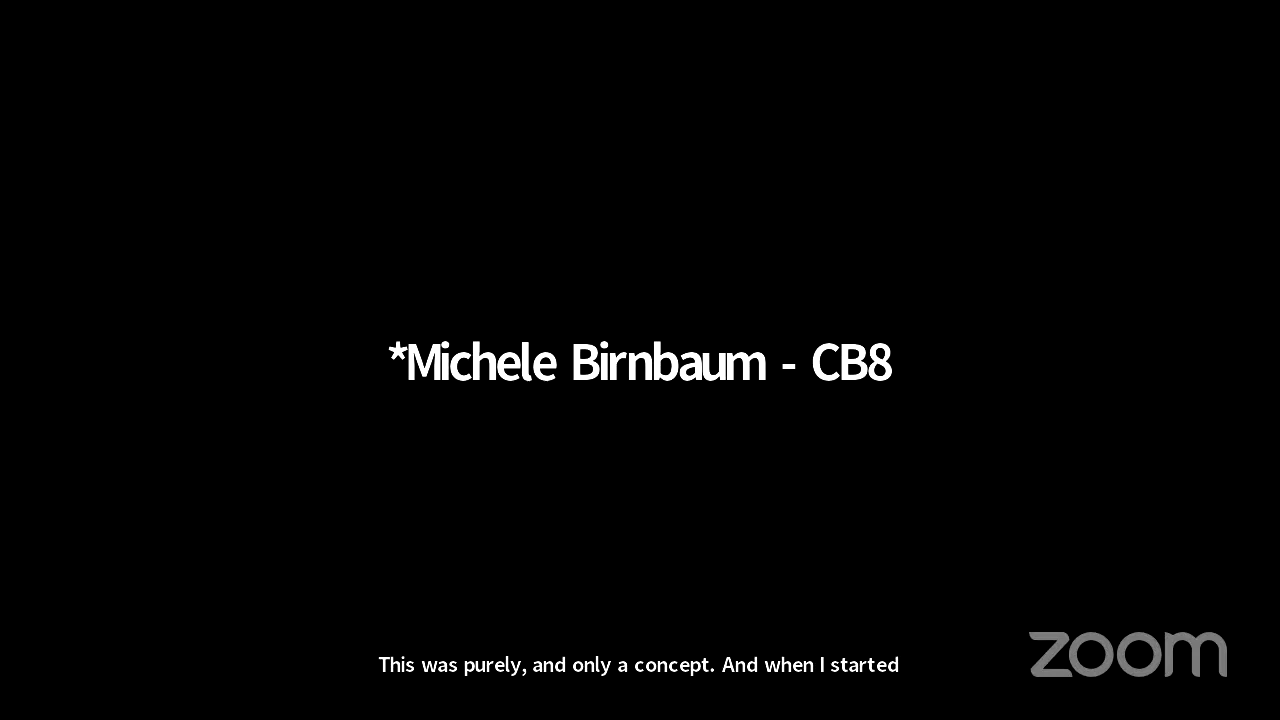 *Michele Birnbaum - CB8
This was purely, and only a concept. And when I started
zoom